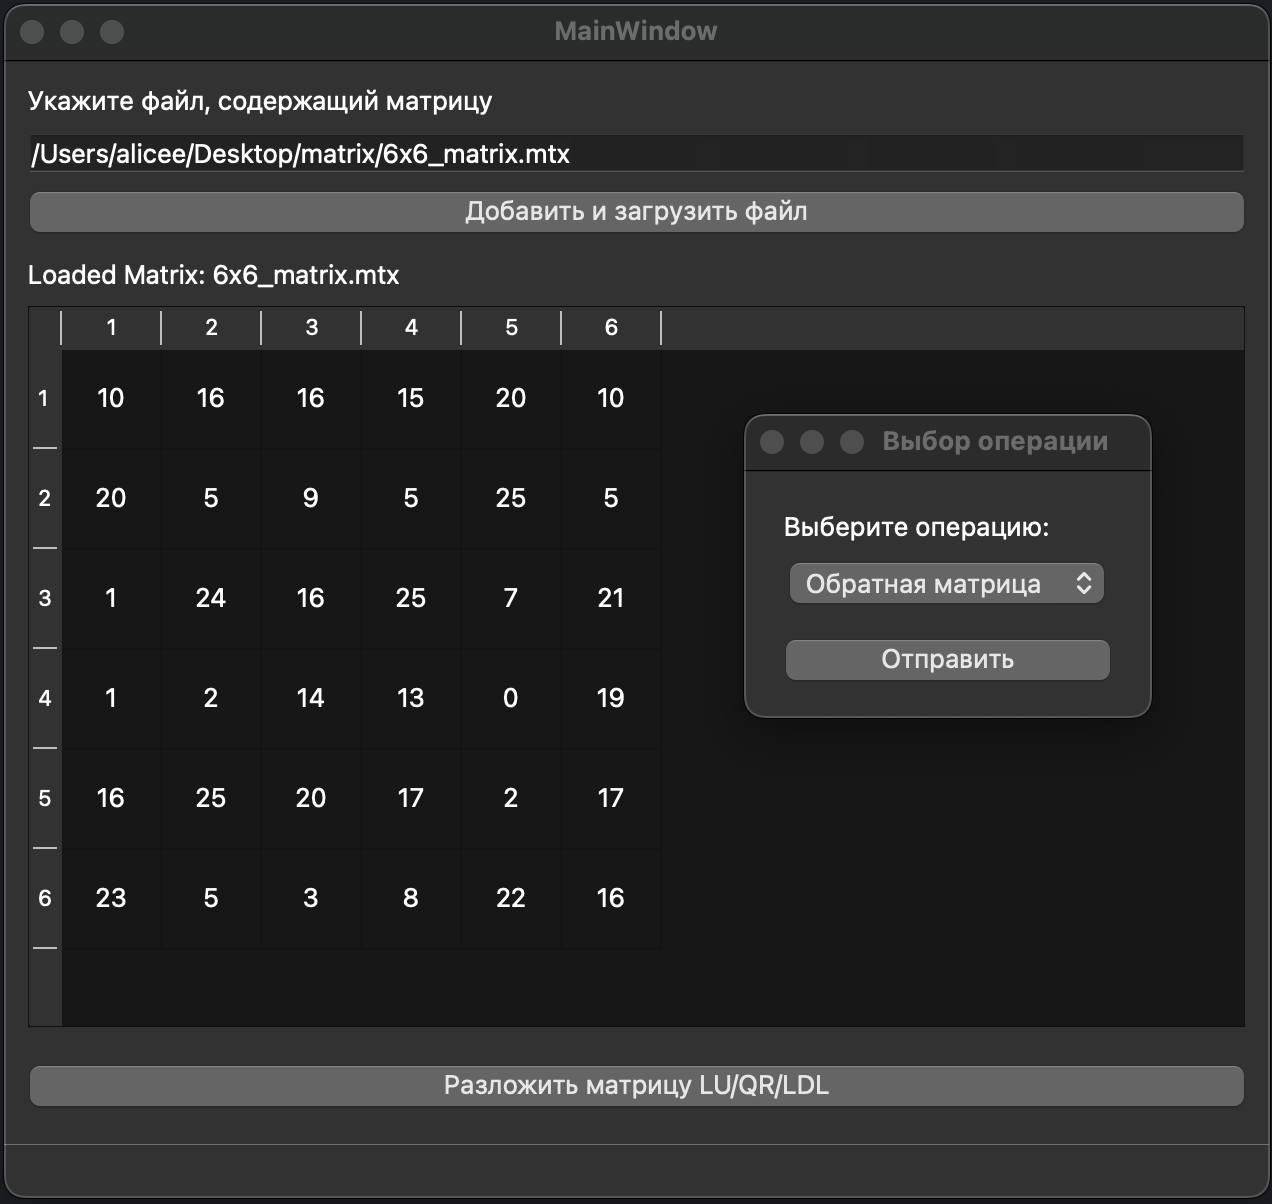 MainWindow
Укажите файл, содержащий матрицу
/Users/alicee/Desktop/matrix/6x6_matrix.mtx
Добавить и загрузить файл
Loaded Matrix: 6x6_matrix.mtx
1 2 3 4 5 6
1 10 16 16 15 20 10
2 20 5 9 5 25 5
3 1 24 16 25 7 21
4 1 2 14 13 0 19
5 16 25 20 17 2 17
6 23 5 3 8 22 16
Выбор операции
Выберите операцию:
Обратная матрица
Отправить
Разложить матрицу LU/QR/LDL